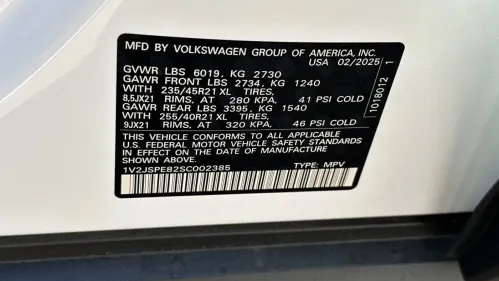 MFD. BY VOLKSWAGEN GROUP OF AMERICA, INC.
USA 02/2025
GVWR LBS 6019, KG 2730
GAWR FRONT LBS 2734, KG 1240
WITH 235/45R21 XL TIRES,
8,5JX21 RIMS, AT 280 KPA, 41 PSI COLD
GAWR REAR LBS 3395, KG 1540
WITH 255/40R21 XL TIRES,
9JX21 RIMS, AT 320 KPA, 46 PSI COLD
THIS VEHICLE CONFORMS TO ALL APPLICABLE
U.S. FEDERAL MOTOR VEHICLE SAFETY STANDARDS
IN EFFECT ON THE DATE OF MANUFACTURE SHOWN ABOVE
1V2JSPE82SC002385 TYPE: MPV
1018012 1